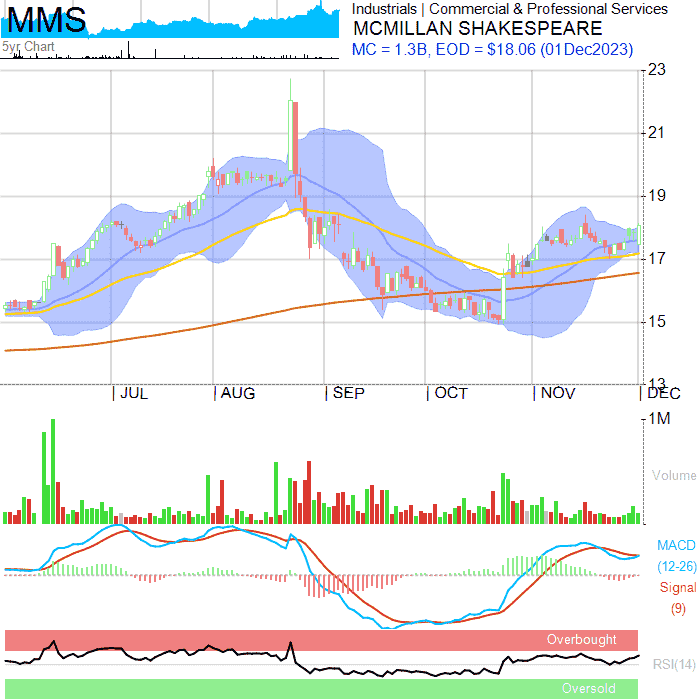 MMS
5yr Chart
Industrials | Commercial & Professional Services
MCMILLAN SHAKESPEARE
MC = 1.3B, EOD = $18.06 (01Dec2023)
23
21
19
17
15
13
JUL
AUG
SEP
OCT
NOV
DEC
1M
Volume
MACD
(12-26)
Signal
(9)
Overbought
RSI(14)
Oversold